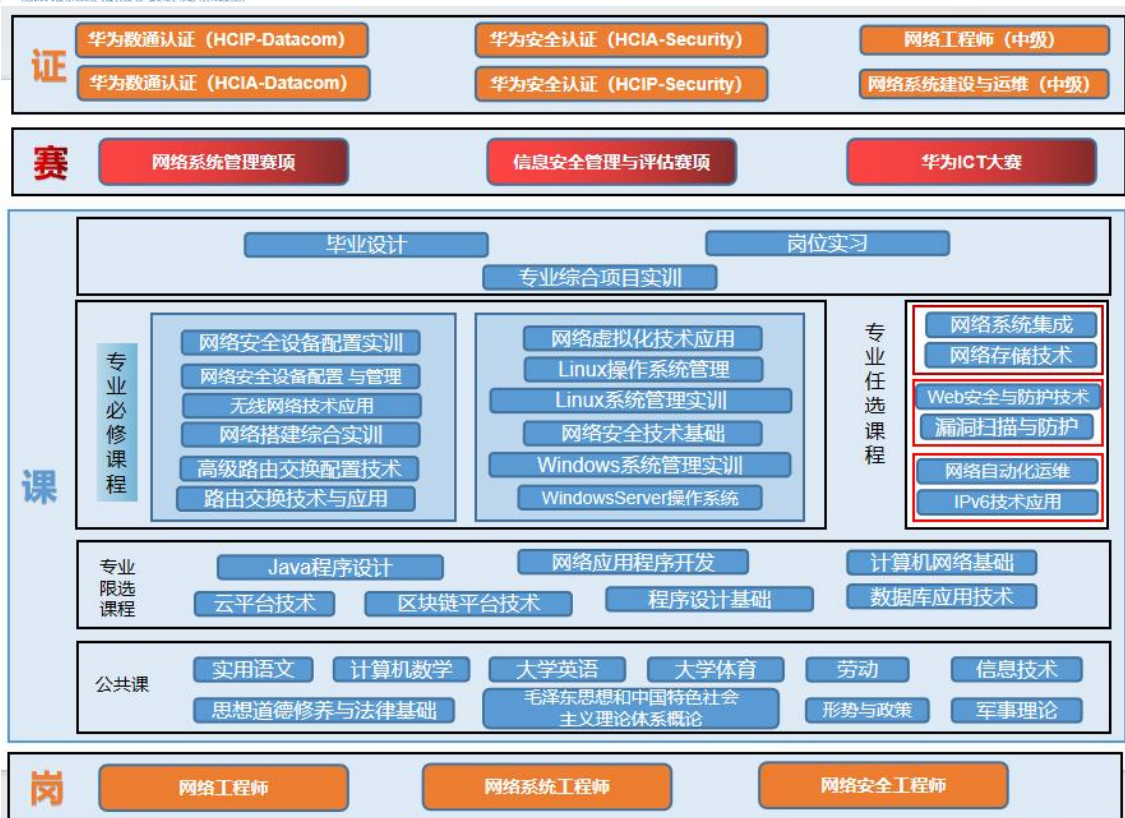 证
华为数通认证（HCIP-Datacom）
华为安全认证（HCIA-Security）
网络工程师（中级）
华为数通认证（HCIA-Datacom）
华为安全认证（HCIP-Security）
网络系统建设与运维（中级）
赛
网络系统管理赛项
信息安全管理与评估赛项
华为ICT大赛
课
毕业设计
岗位实习
专业综合项目实训
专业必修课程
网络安全设备配置实训
网络安全设备配置 与管理
无线网络技术应用
网络搭建综合实训
高级路由交换配置技术
路由交换技术与应用
网络虚拟化技术应用
Linux操作系统管理
Linux系统管理实训
网络安全技术基础
Windows系统管理实训
WindowsServer操作系统
专业任选课程
网络系统集成
网络存储技术
Web安全与防护技术
漏洞扫描与防护
网络自动化运维
IPv6技术应用
专业
限选
课程
Java程序设计
网络应用程序开发
计算机网络基础
云平台技术
区块链平台技术
程序设计基础
数据库应用技术
公共课
实用语文
计算机数学
大学英语
大学体育
劳动
信息技术
思想道德修养与法律基础
毛泽东思想和中国特色社会
主义理论体系概论
形势与政策
军事理论
岗
网络工程师
网络系统工程师
网络安全工程师